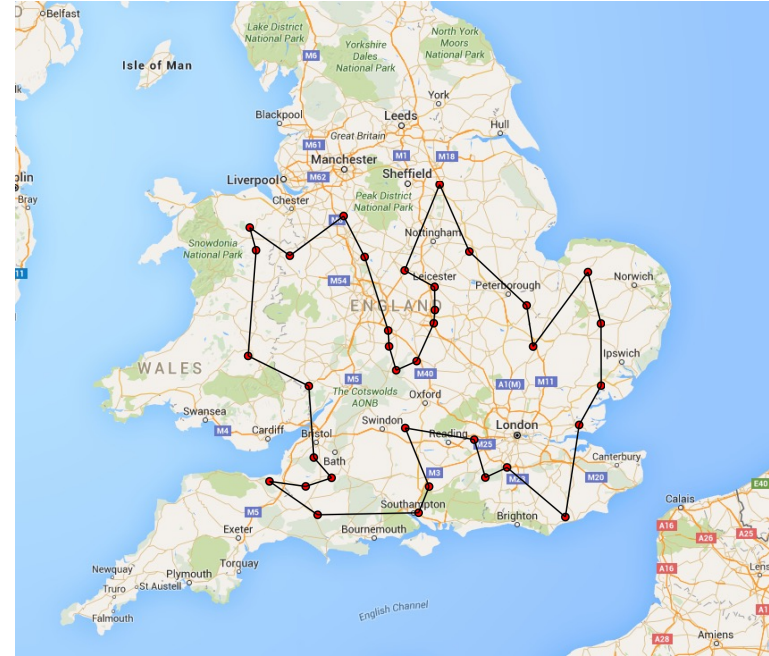 Belfast
Lake District
National Park
North York
Moors
National Park
Yorkshire
Dales
National Park
M6
Isle of Man
York
Blackpool
Leeds
Hull
Great Britain
M61
M1
M18
Manchester
Liverpool
M62
Sheffield
Chester
Peak District
National Park
Bray
Snowdonia
National Park
Nottingham
11
M54
Leicester
Peterborough
Norwich
ENGLAND
WALES
M5
M40
A1(M)
M11
Ipswich
The Cotswolds
AONB
Oxford
Swansea
M4
Cardiff
Bristol
Swindon
Reading
London
M25
Bath
Canterbury
M3
M20
E40
Calais
Southampton
M5
Exeter
Bournemouth
Brighton
A16
A26
A25
Newquay
Torquay
Plymouth
St Austell
Truro
Falmouth
A16
Lens
English Channel
A28
Amiens